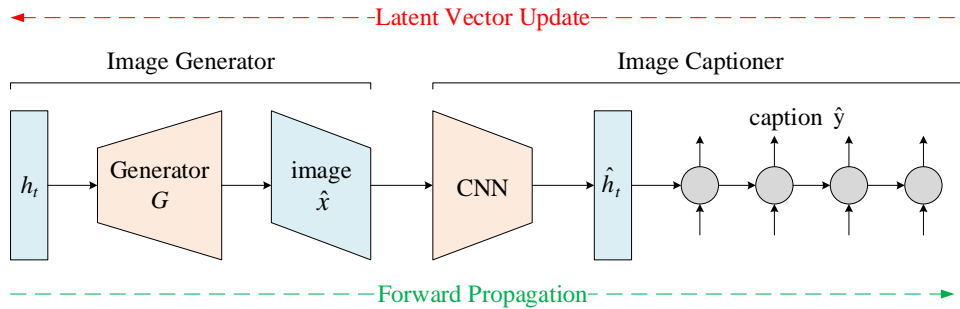 Latent Vector Update
Image Generator
Image Captioner
h_t
Generator
G
image
x̂
CNN
ĥ_t
caption ŷ
Forward Propagation